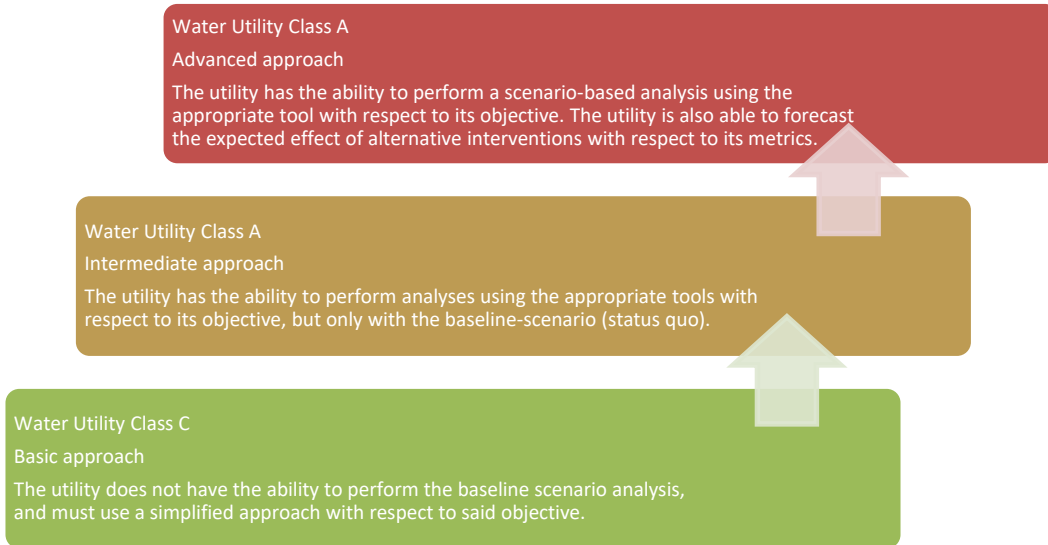 Water Utility Class A
Advanced approach
The utility has the ability to perform a scenario-based analysis using the
appropriate tool with respect to its objective. The utility is also able to forecast
the expected effect of alternative interventions with respect to its metrics.
Water Utility Class A
Intermediate approach
The utility has the ability to perform analyses using the appropriate tools with
respect to its objective, but only with the baseline-scenario (status quo).
Water Utility Class C
Basic approach
The utility does not have the ability to perform the baseline scenario analysis,
and must use a simplified approach with respect to said objective.